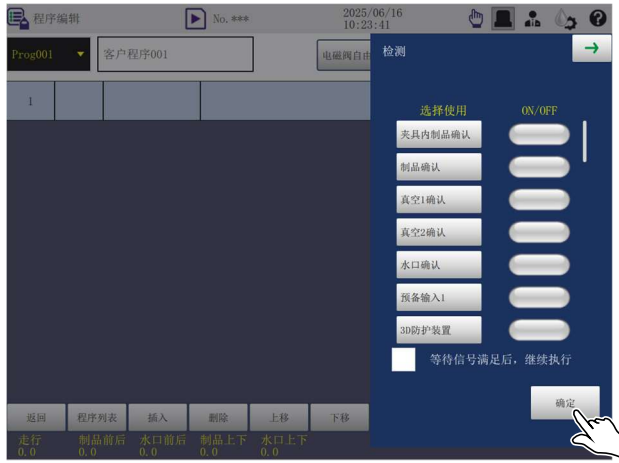 程序编辑
No. ***
2025/06/16
10:23:41
Prog001
客户程序001
电磁阀自由
检测
1
选择使用 ON/OFF
夹具内制品确认
制品确认
真空1确认
真空2确认
水口确认
预备输入1
3D防护装置
等待信号满足后，继续执行
确定
返回 程序列表 插入 删除 上移 下移
走行 制品前后 水口前后 制品上下 水口上下
0.0 0.0 0.0 0.0 0.0